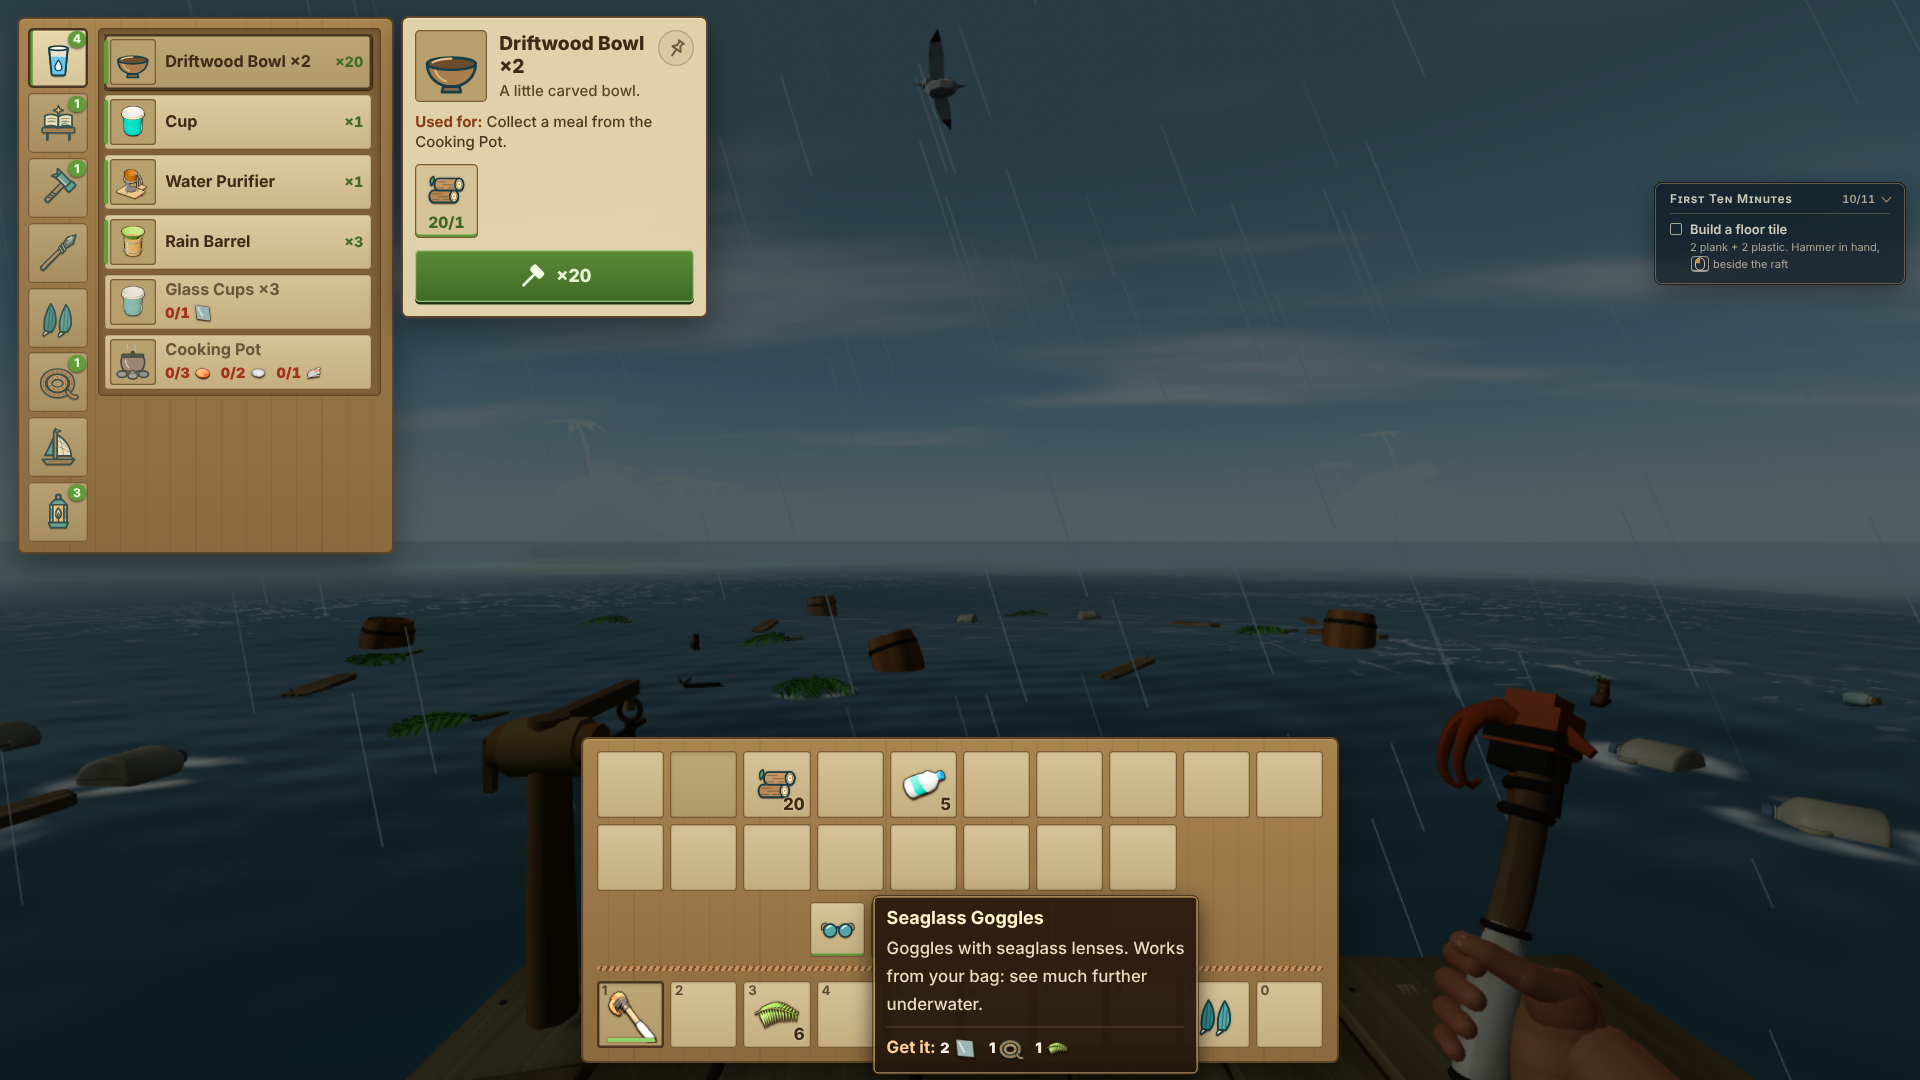 4
1
1
1
3
Driftwood Bowl ×2 ×20
Cup ×1
Water Purifier ×1
Rain Barrel ×3
Glass Cups ×3
0/1
Cooking Pot
0/3 0/2 0/1
Driftwood Bowl
×2
A little carved bowl.
Used for: Collect a meal from the
Cooking Pot.
20/1
×20
First Ten Minutes 10/11
Build a floor tile
2 plank + 2 plastic. Hammer in hand,
beside the raft
20
5
Seaglass Goggles
Goggles with seaglass lenses. Works
from your bag: see much further
underwater.
Get it: 2 1 1
1
2
3
6
4
0